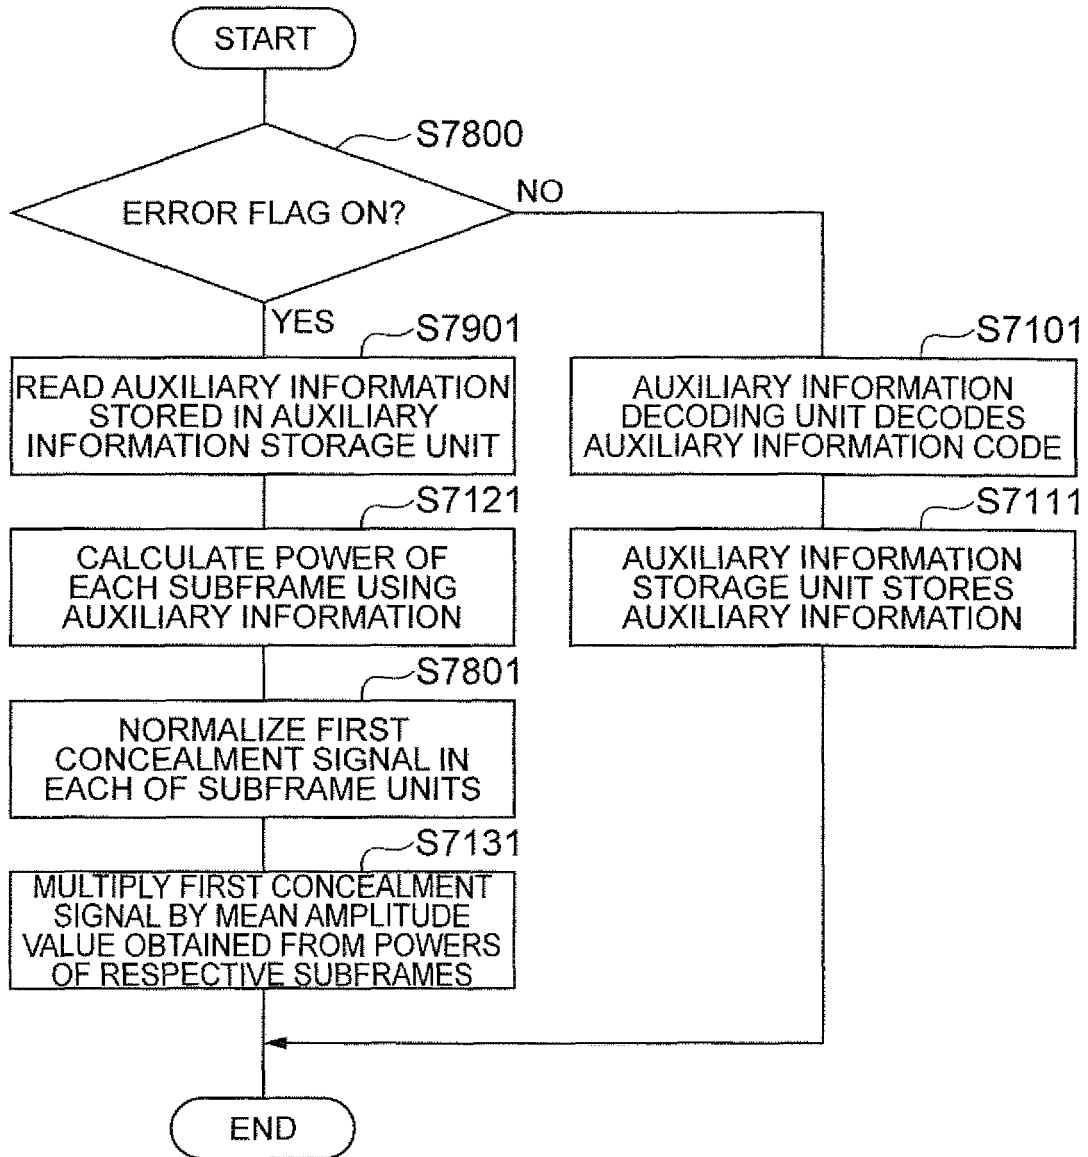 START
S7800
ERROR FLAG ON?
NO
YES
S7901
READ AUXILIARY INFORMATION
STORED IN AUXILIARY
INFORMATION STORAGE UNIT
S7121
CALCULATE POWER OF
EACH SUBFRAME USING
AUXILIARY INFORMATION
S7801
NORMALIZE FIRST
CONCEALMENT SIGNAL IN
EACH OF SUBFRAME UNITS
S7131
MULTIPLY FIRST CONCEALMENT
SIGNAL BY MEAN AMPLITUDE
VALUE OBTAINED FROM POWERS
OF RESPECTIVE SUBFRAMES
S7101
AUXILIARY INFORMATION
DECODING UNIT DECODES
AUXILIARY INFORMATION CODE
S7111
AUXILIARY INFORMATION
STORAGE UNIT STORES
AUXILIARY INFORMATION
END